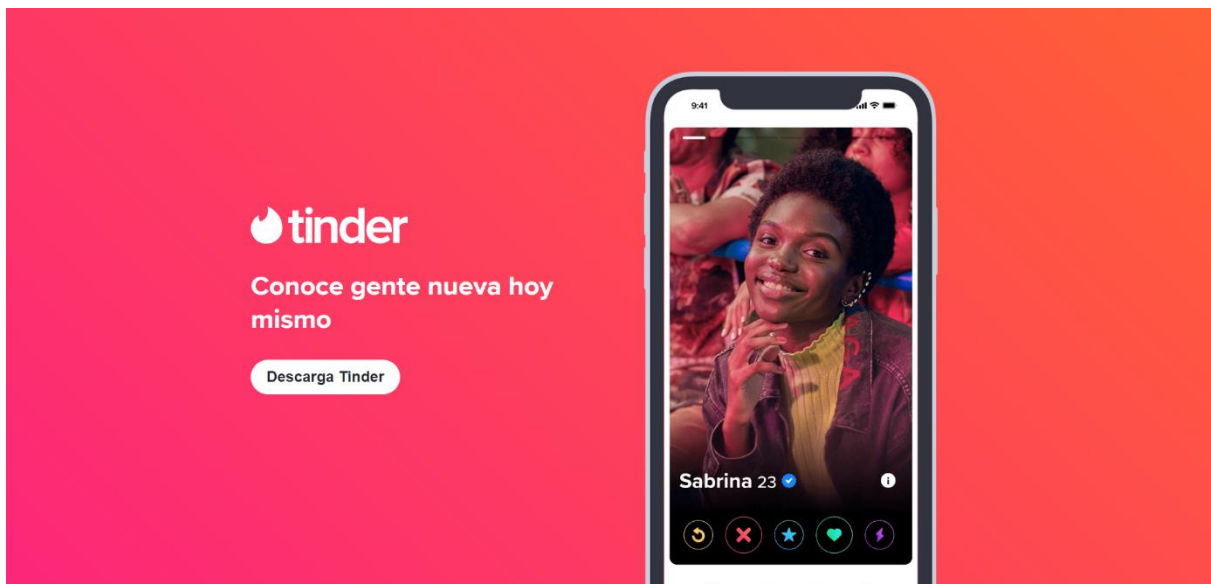 tinder
Conoce gente nueva hoy
mismo
Descarga Tinder
9:41
Sabrina 23